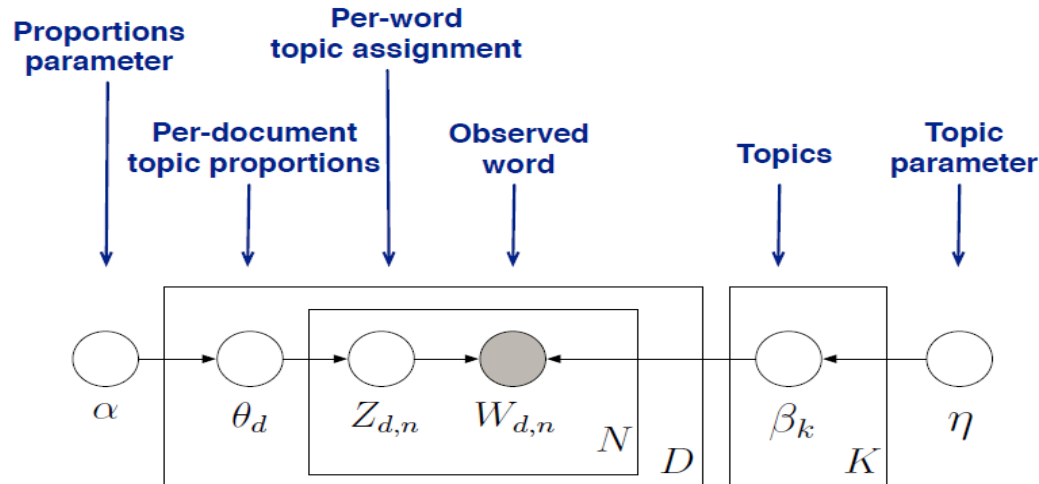 Proportions
parameter
Per-word
topic assignment
Per-document
topic proportions
Observed
word
Topics
Topic
parameter
α
θ_d
Z_{d,n}
W_{d,n}
N
D
β_k
K
η